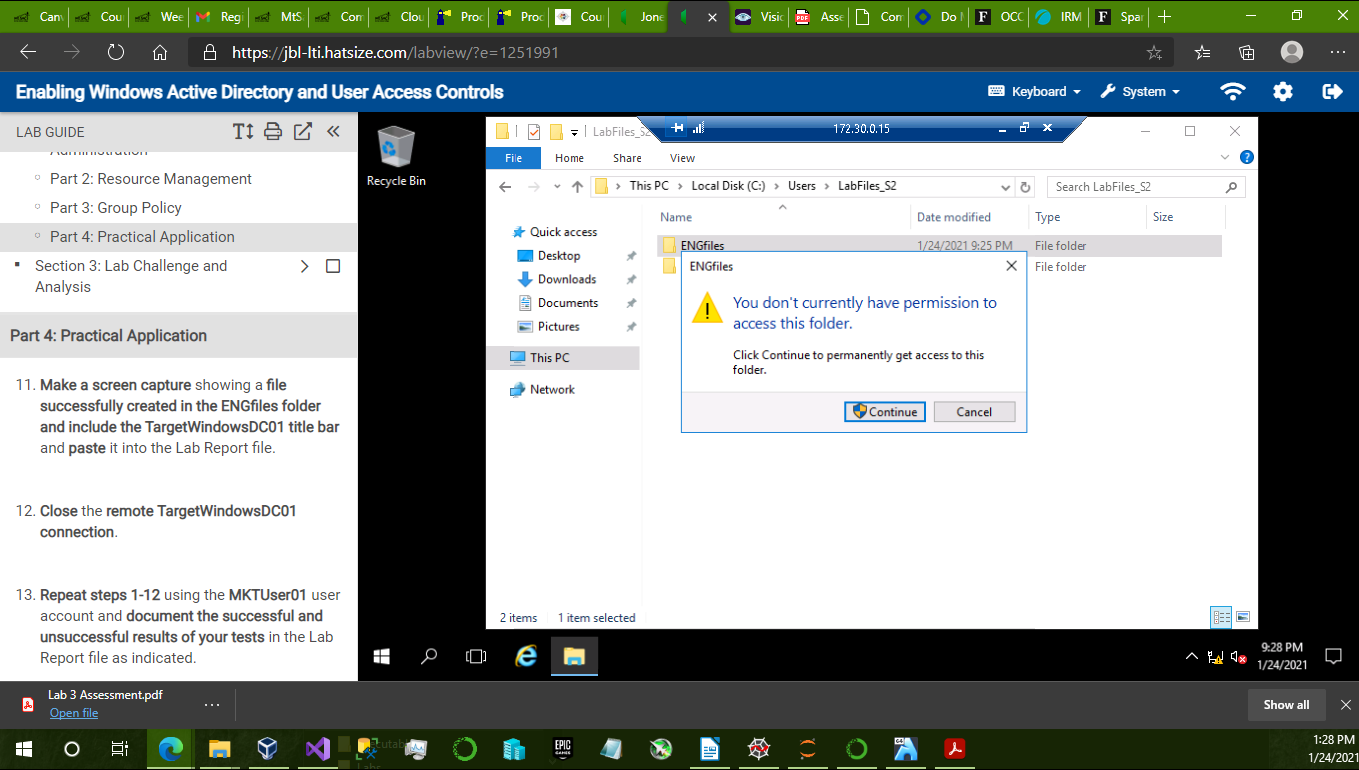 Can
Cour
Wee
Regi
MtS
Con
Clou
Proc
Proc
Cou
Jone
Visio
Asse
Con
Do
OCC
IRM
Spar
https://jbl-lti.hatsize.com/labview/?e=1251991
Enabling Windows Active Directory and User Access Controls
Keyboard
System
LAB GUIDE
Administration
Part 2: Resource Management
Part 3: Group Policy
Part 4: Practical Application
Section 3: Lab Challenge and
Analysis
Part 4: Practical Application
11. Make a screen capture showing a file
successfully created in the ENGfiles folder
and include the TargetWindowsDC01 title bar
and paste it into the Lab Report file.
12. Close the remote TargetWindowsDC01
connection.
13. Repeat steps 1-12 using the MKTUser01 user
account and document the successful and
unsuccessful results of your tests in the Lab
Report file as indicated.
Recycle Bin
LabFiles_S2
172.30.0.15
File Home Share View
This PC > Local Disk (C:) > Users > LabFiles_S2
Search LabFiles_S2
Quick access
Desktop
Downloads
Documents
Pictures
This PC
Network
Name Date modified Type Size
ENGfiles 1/24/2021 9:25 PM File folder
File folder
ENGfiles
You don't currently have permission to
access this folder.
Click Continue to permanently get access to this
folder.
Continue Cancel
2 items 1 item selected
9:28 PM
1/24/2021
Lab 3 Assessment.pdf
Open file
Show all
EPIC
GAMES
1:28 PM
1/24/2021